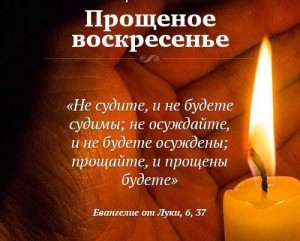 Прощеное
воскресенье
«Не судите, и не будете
судимы; не осуждайте,
и не будете осуждены;
прощайте, и прощены
будете»
Евангелие от Луки, 6, 37